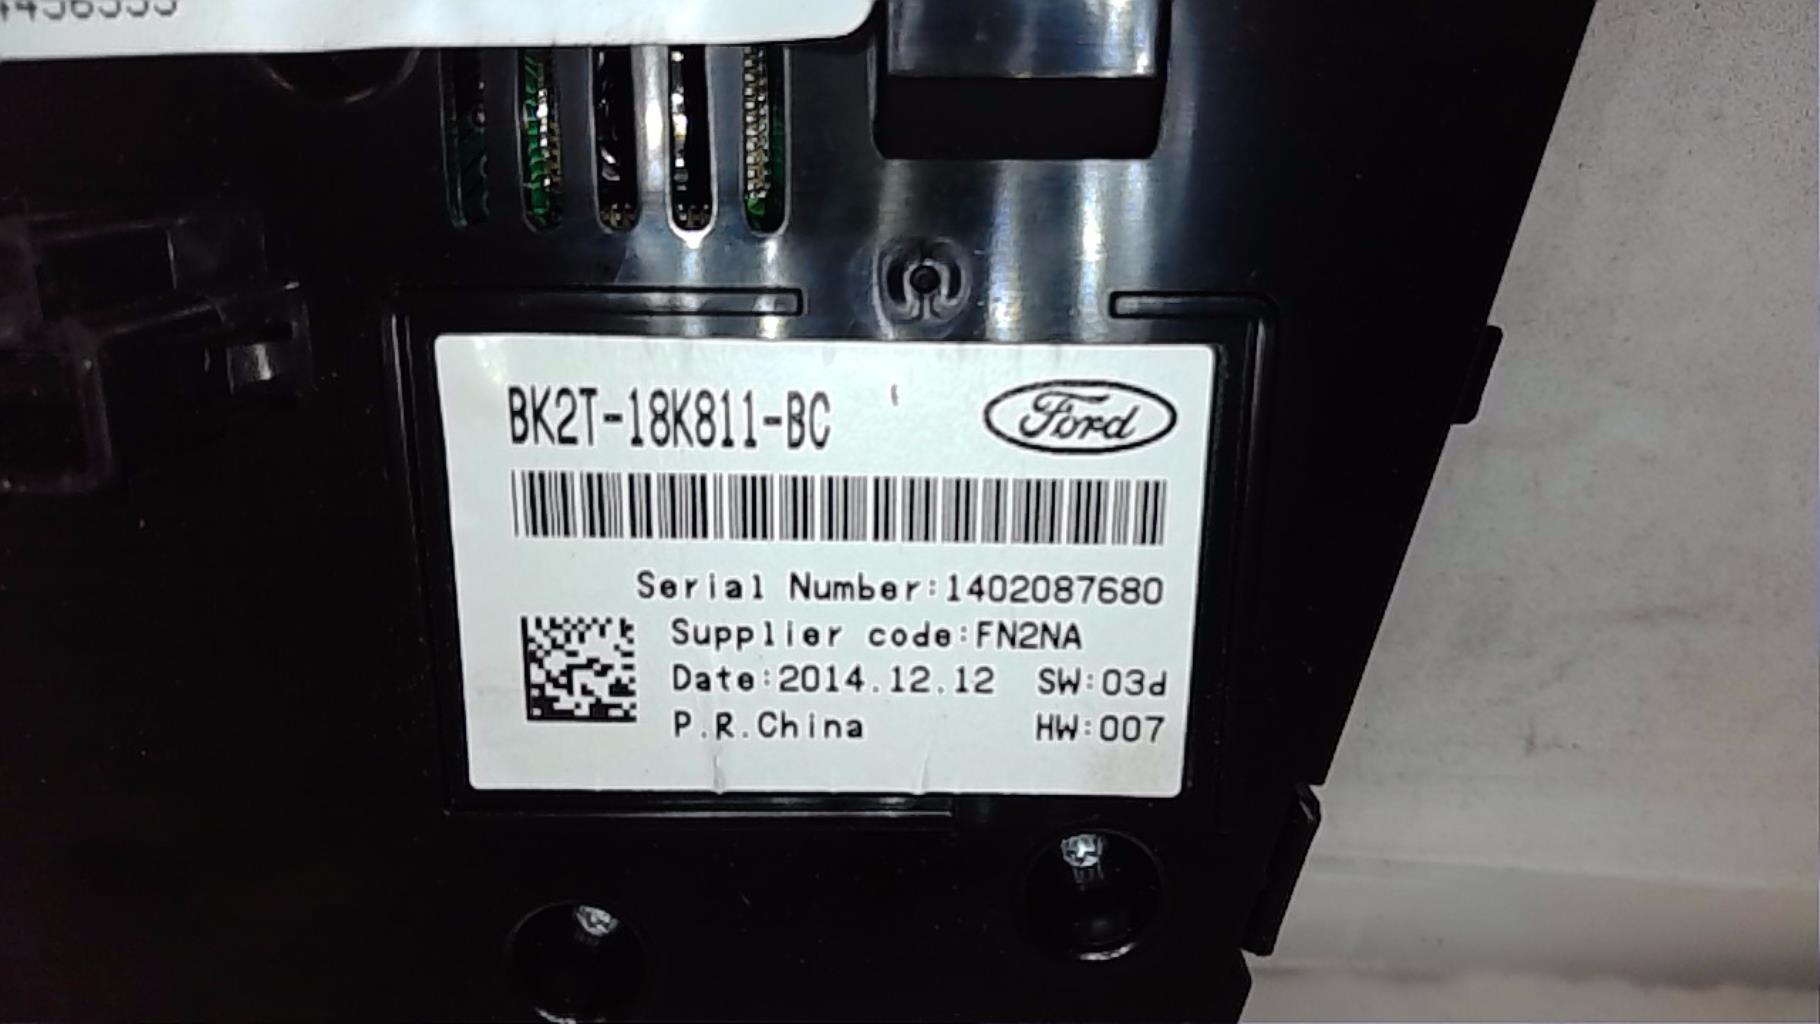 BK2T-18K811-BC
Ford
Serial Number:1402087680
Supplier code:FN2NA
Date:2014.12.12 SW:03d
P.R.China HW:007